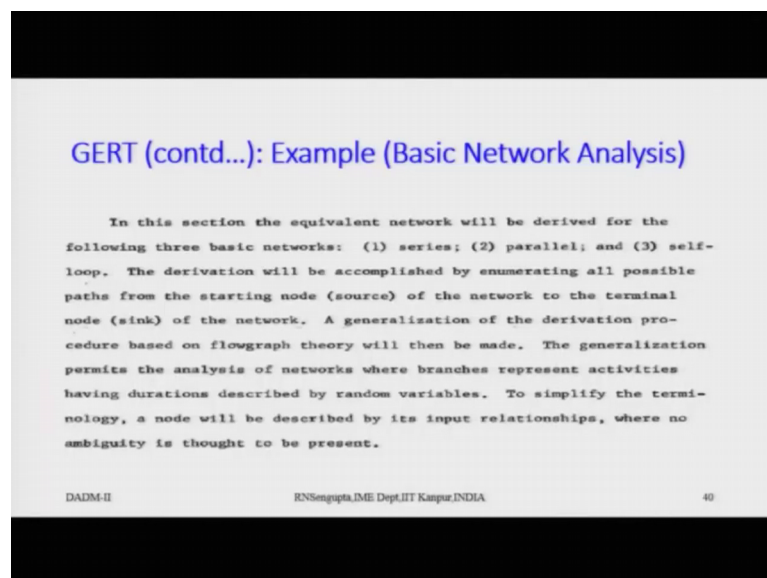 GERT (contd...): Example (Basic Network Analysis)
In this section the equivalent network will be derived for the
following three basic networks: (1) series; (2) parallel; and (3) self-
loop. The derivation will be accomplished by enumerating all possible
paths from the starting node (source) of the network to the terminal
node (sink) of the network. A generalization of the derivation pro-
cedure based on flowgraph theory will then be made. The generalization
permits the analysis of networks where branches represent activities
having durations described by random variables. To simplify the termi-
nology, a node will be described by its input relationships, where no
ambiguity is thought to be present.
DADM-II
RNSengupta,IME Dept,IIT Kanpur,INDIA
40